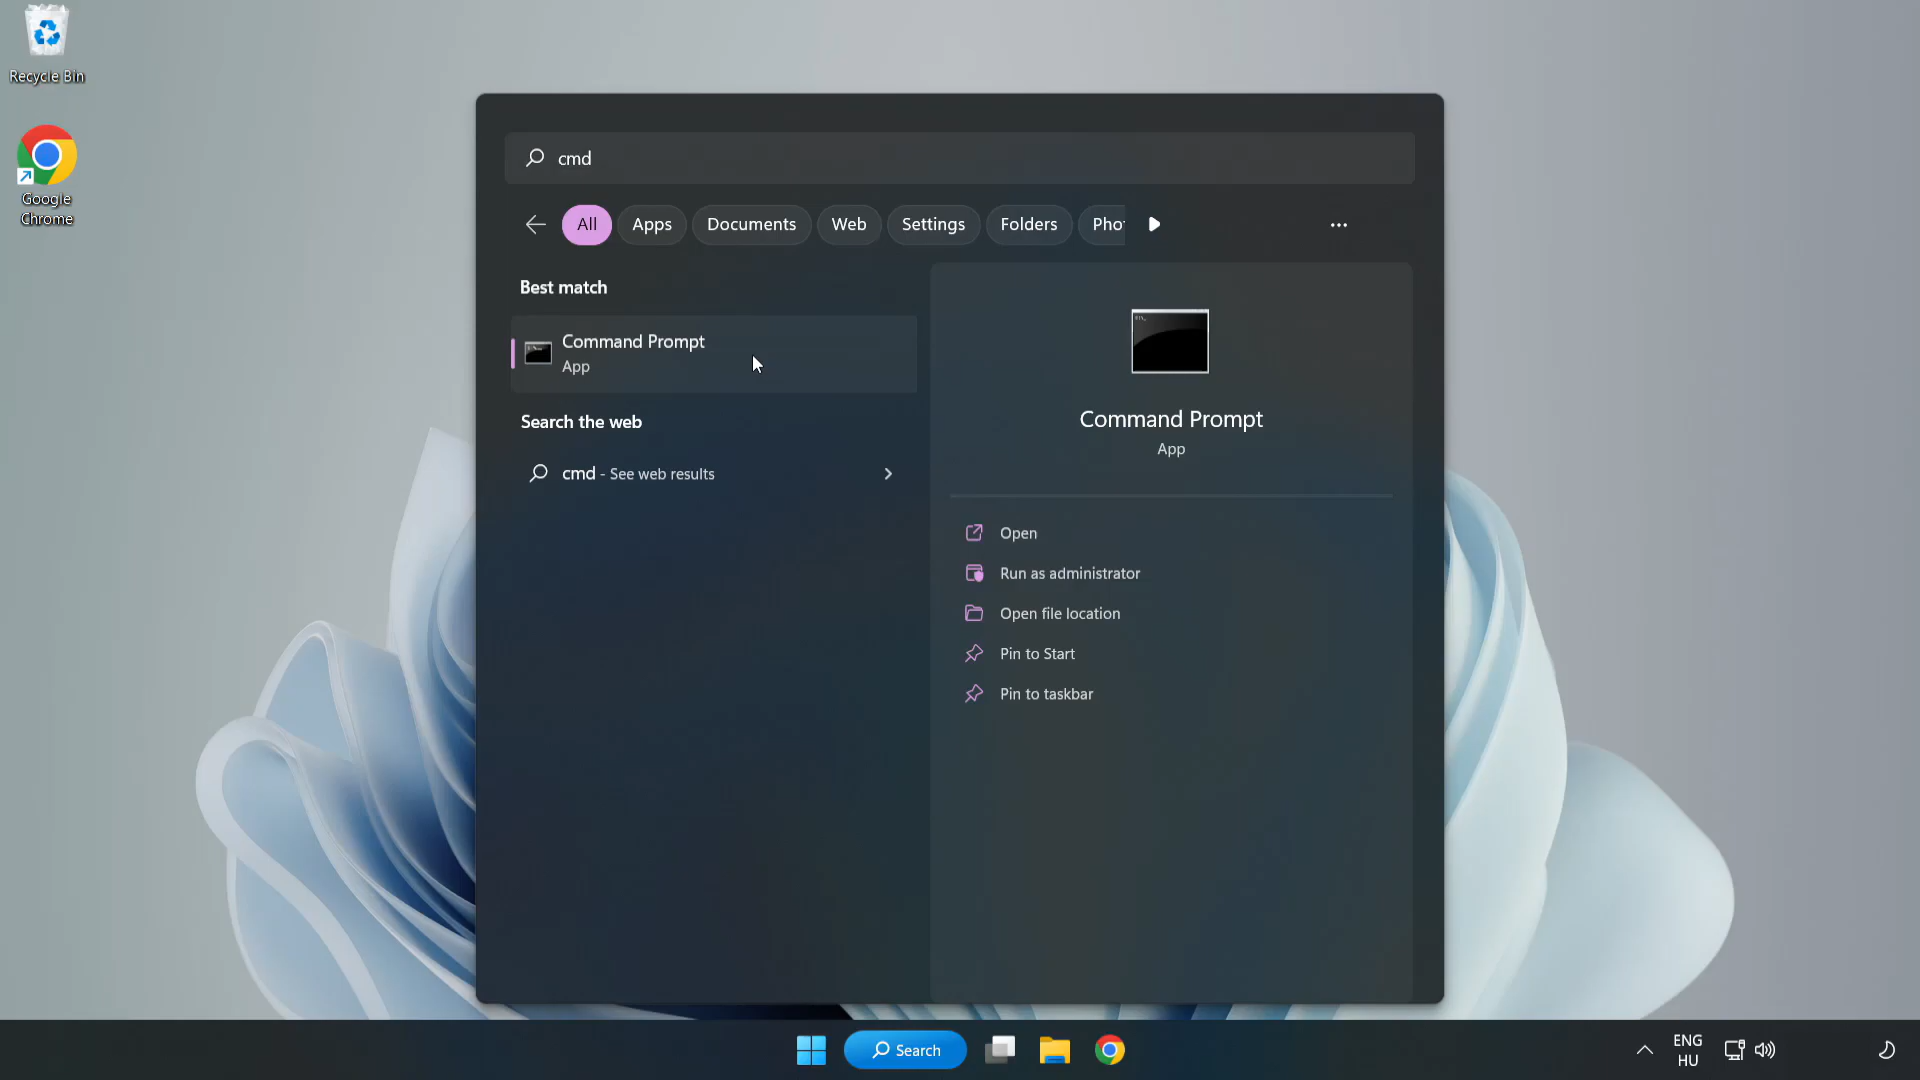 Recycle Bin
Google
Chrome
cmd
All
Apps
Documents
Web
Settings
Folders
Pho
Best match
Command Prompt
App
Search the web
cmd - See web results
Command Prompt
App
Open
Run as administrator
Open file location
Pin to Start
Pin to taskbar
Search
ENG
HU